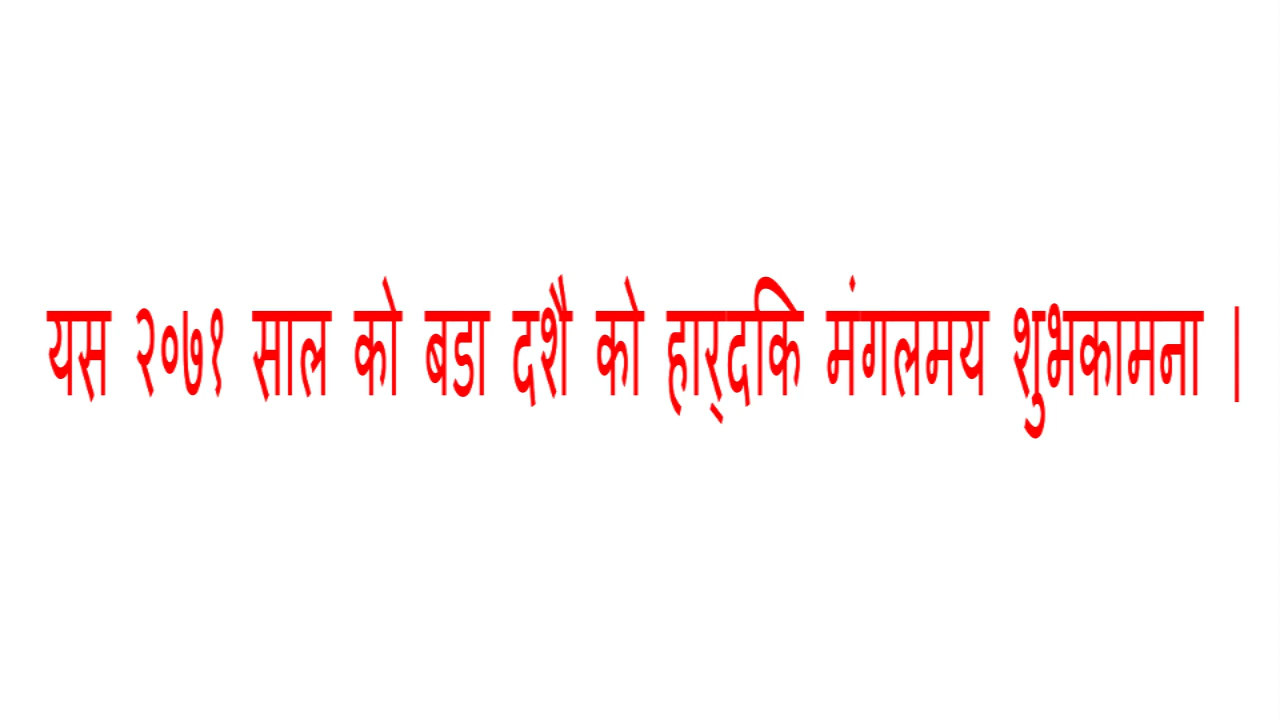 यस २०७१ साल को बडा दशै को हार्दिक मंगलमय शुभकामना ।